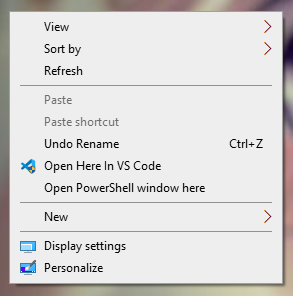 View
Sort by
Refresh
Paste
Paste shortcut
Undo Rename Ctrl+Z
Open Here In VS Code
Open PowerShell window here
New
Display settings
Personalize